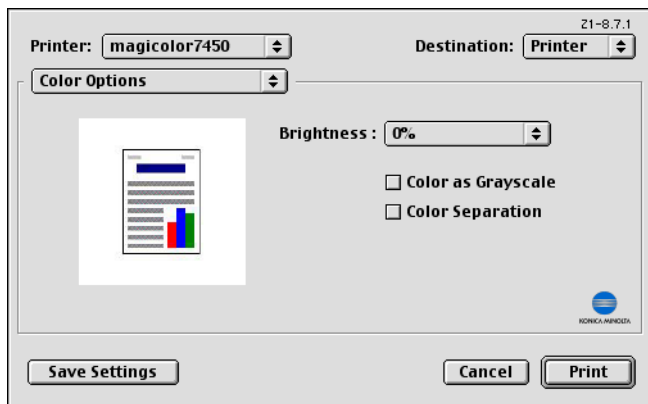 Z1-8.7.1
Printer: magicolor7450 Destination: Printer
Color Options
Brightness : 0%
Color as Grayscale
Color Separation
KONICA MINOLTA
Save Settings Cancel Print